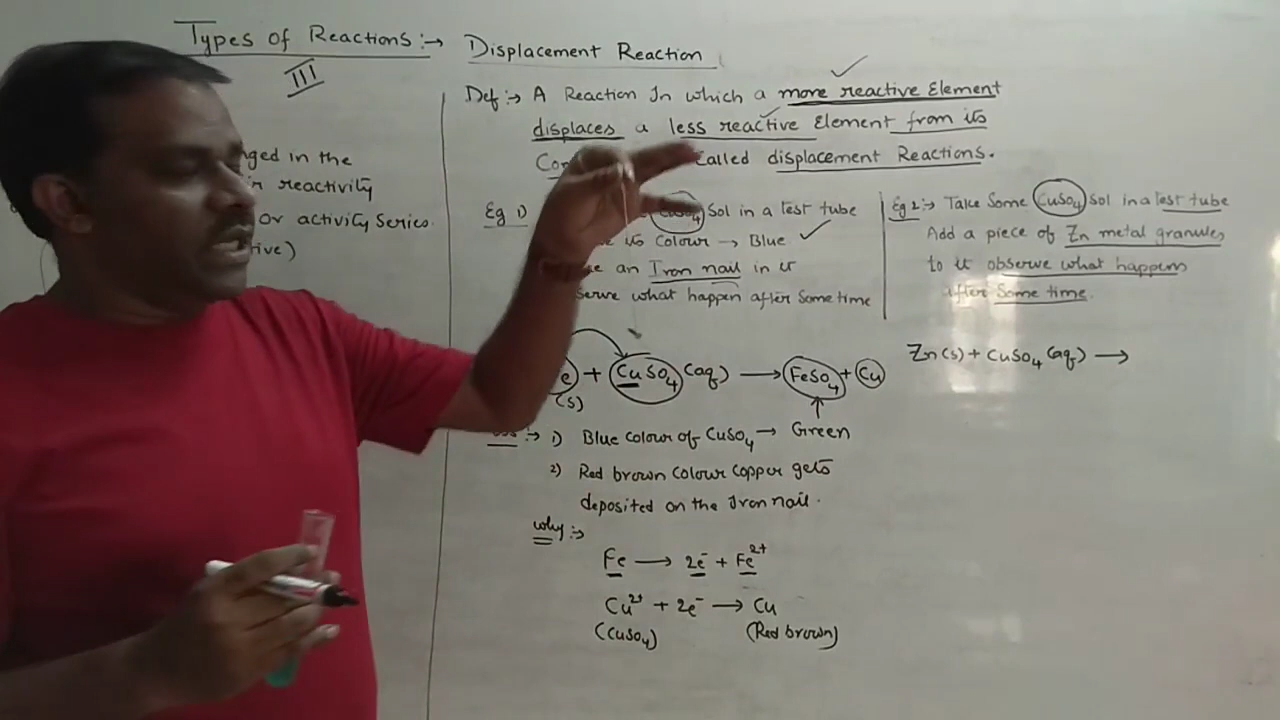 Types of Reactions :→ Displacement Reaction
III
Def :→ A Reaction In which a more reactive Element
displaces a less reactive Element from its
Called displacement Reactions.
in the
reactivity
or activity Series.
Eg 1)
Sol in a test tube
its Colour → Blue
an Iron nail in it
what happen after Some time
Eg 2 :→ Take Some CuSO4 Sol in a test tube
Add a piece of Zn metal granules
to it observe what happens
after Some time.
+ CuSO4 (aq) → FeSO4 + Cu
(s)
Zn(s) + CuSO4 (aq) →
:→ 1) Blue colour of CuSO4 → Green
2) Red brown colour copper gets
deposited on the Iron nail.
Why :→
Fe → 2e- + Fe2+
Cu2+ + 2e- → Cu
(CuSO4) (Red brown)